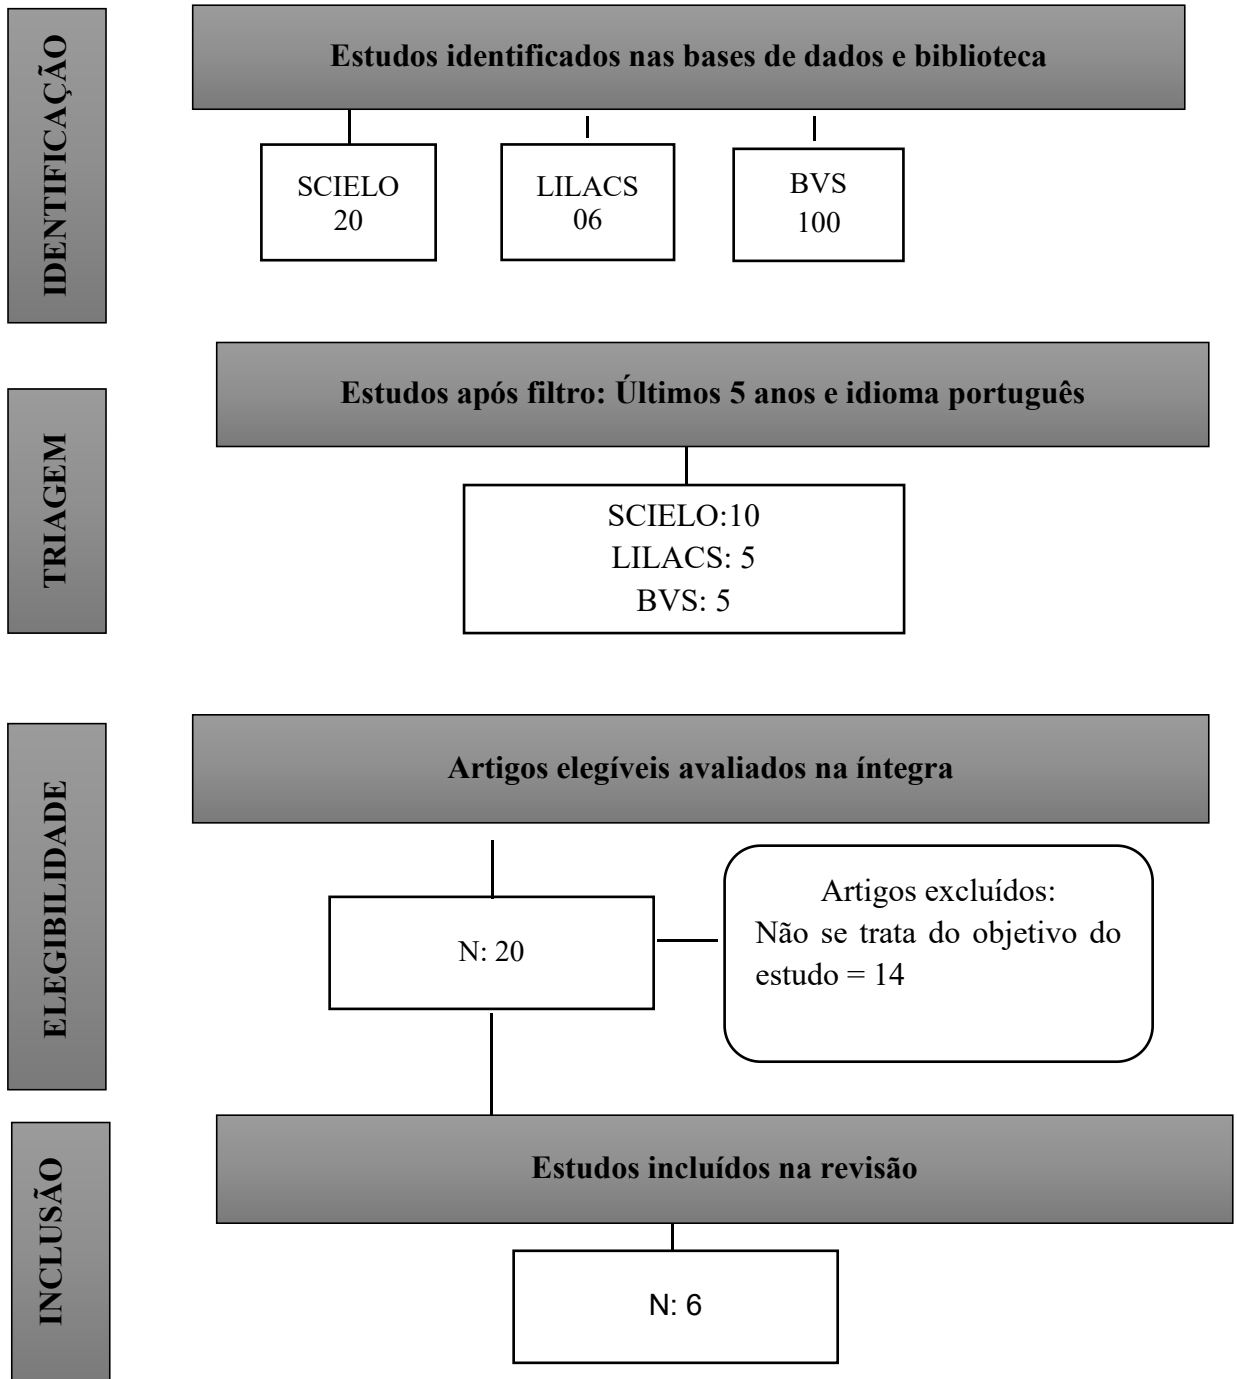 IDENTIFICAÇÃO
Estudos identificados nas bases de dados e biblioteca
SCIELO
20
LILACS
06
BVS
100
TRIAGEM
Estudos após filtro: Últimos 5 anos e idioma português
SCIELO:10
LILACS: 5
BVS: 5
ELEGIBILIDADE
Artigos elegíveis avaliados na íntegra
N: 20
Artigos excluídos:
Não se trata do objetivo do
estudo = 14
INCLUSÃO
Estudos incluídos na revisão
N: 6